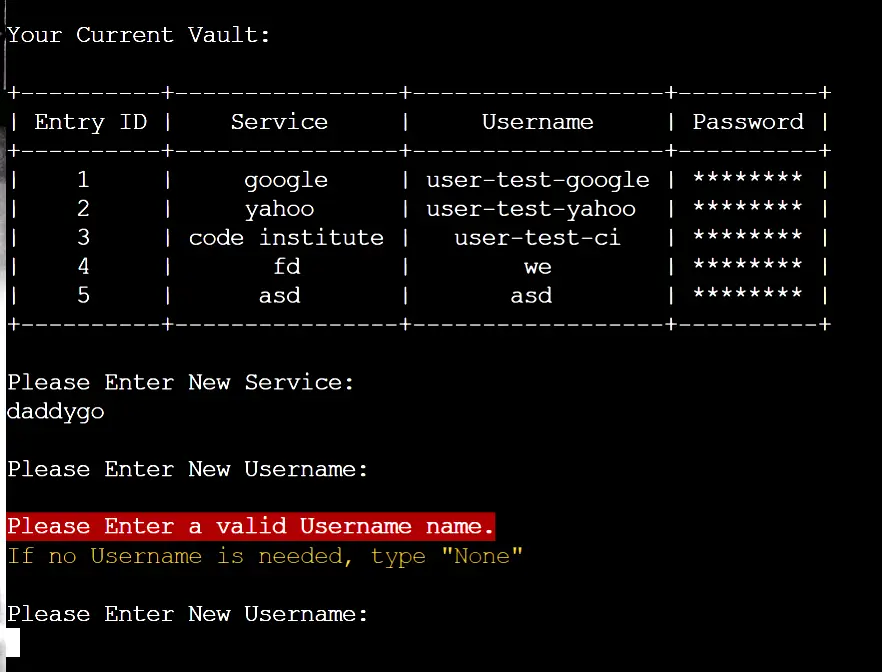 Your Current Vault:
+----------+----------------+------------------+----------+
| Entry ID |    Service     |     Username     | Password |
+----------+----------------+------------------+----------+
|    1     |     google     | user-test-google | ******** |
|    2     |     yahoo      | user-test-yahoo  | ******** |
|    3     | code institute |   user-test-ci   | ******** |
|    4     |       fd       |        we        | ******** |
|    5     |      asd       |       asd        | ******** |
+----------+----------------+------------------+----------+
Please Enter New Service:
daddygo
Please Enter New Username:
Please Enter a valid Username name.
If no Username is needed, type "None"
Please Enter New Username: